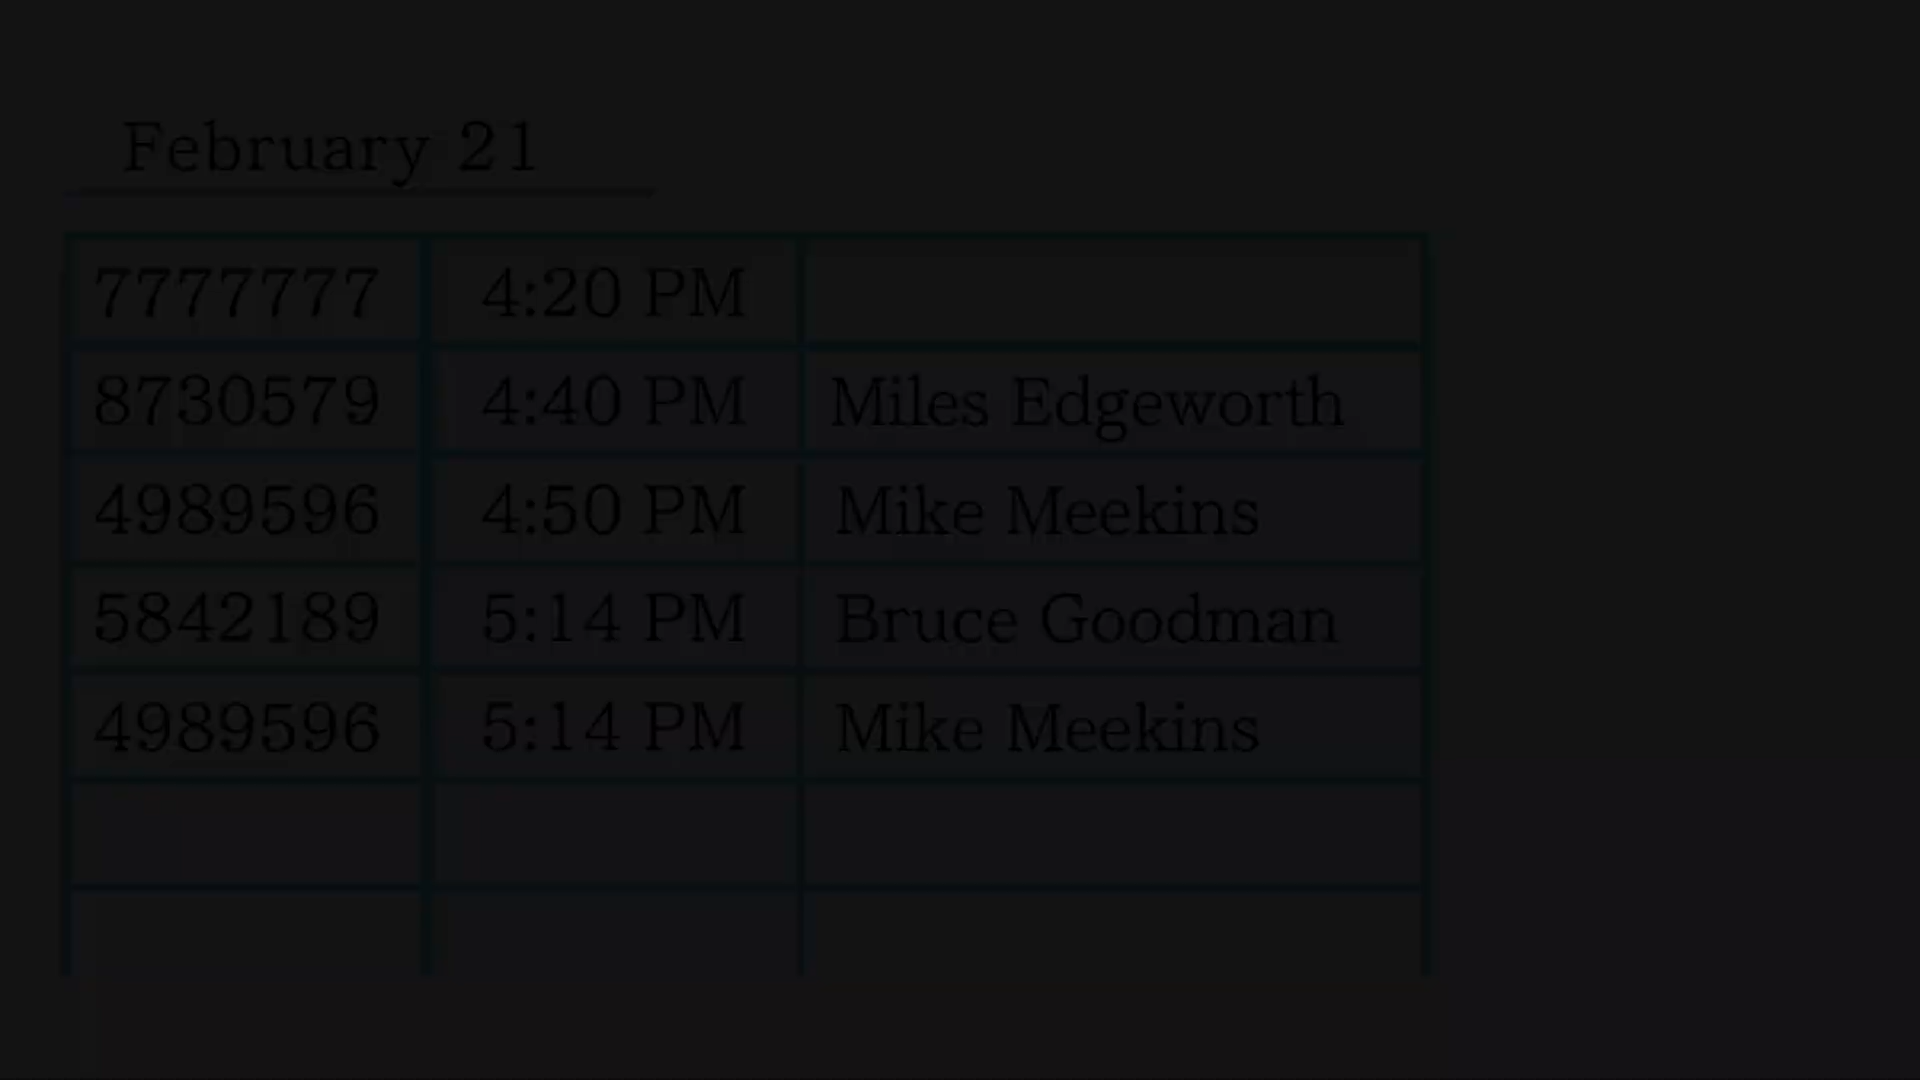 February 21
7777777 4:20 PM
8730579 4:40 PM Miles Edgeworth
4989596 4:50 PM Mike Meekins
5842189 5:14 PM Bruce Goodman
4989596 5:14 PM Mike Meekins